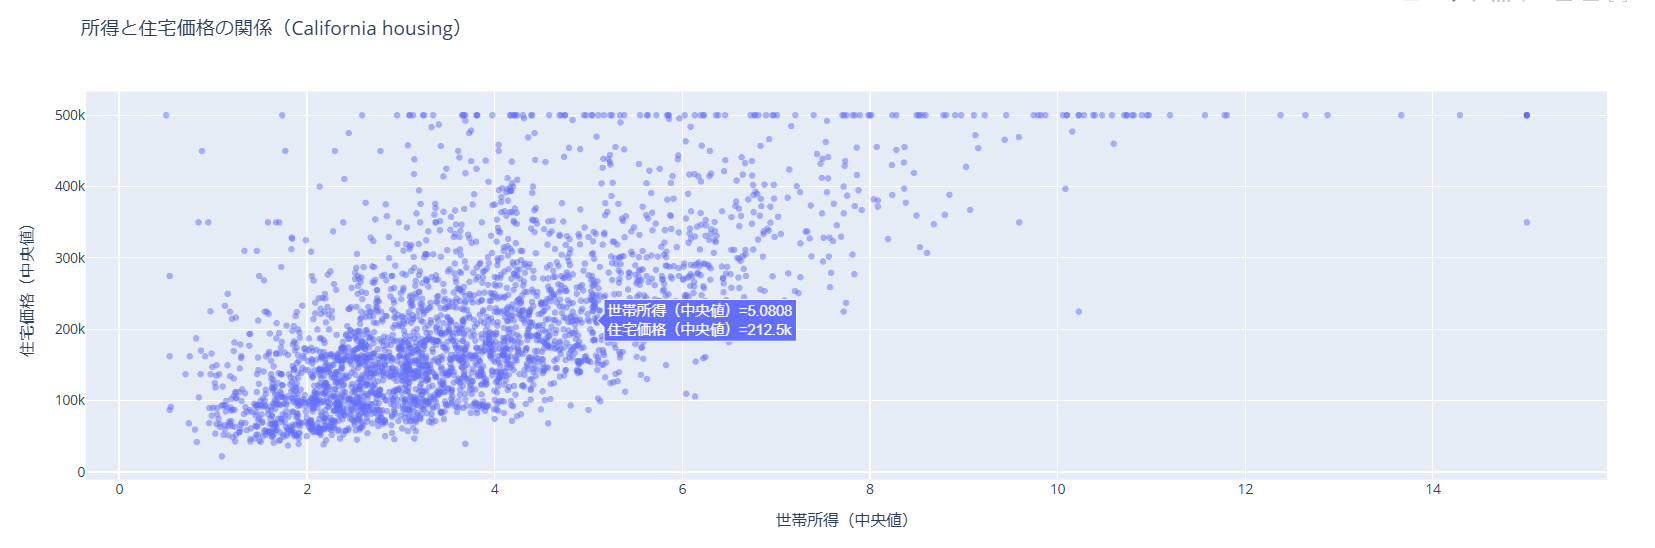 所得と住宅価格の関係（California housing）
500k
400k
300k
200k
100k
0
住宅価格（中央値）
世帯所得（中央値）=5.0808
住宅価格（中央値）=212.5k
0 2 4 6 8 10 12 14
世帯所得（中央値）